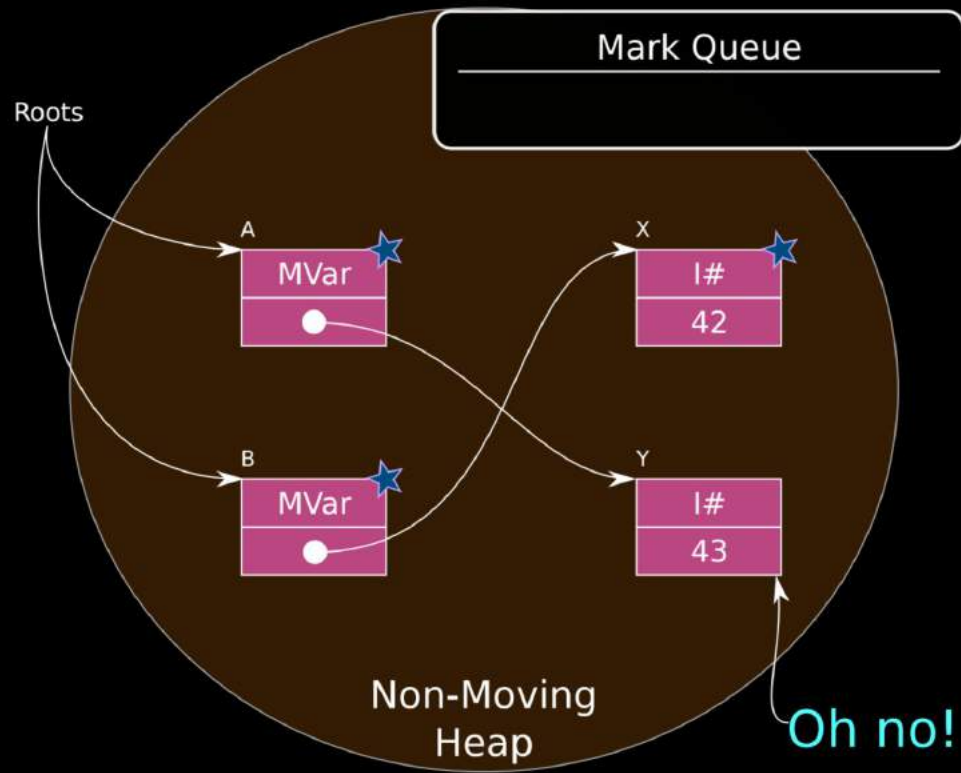 Mark Queue
Roots
A
MVar
X
I#
42
B
MVar
Y
I#
43
Non-Moving
Heap
Oh no!